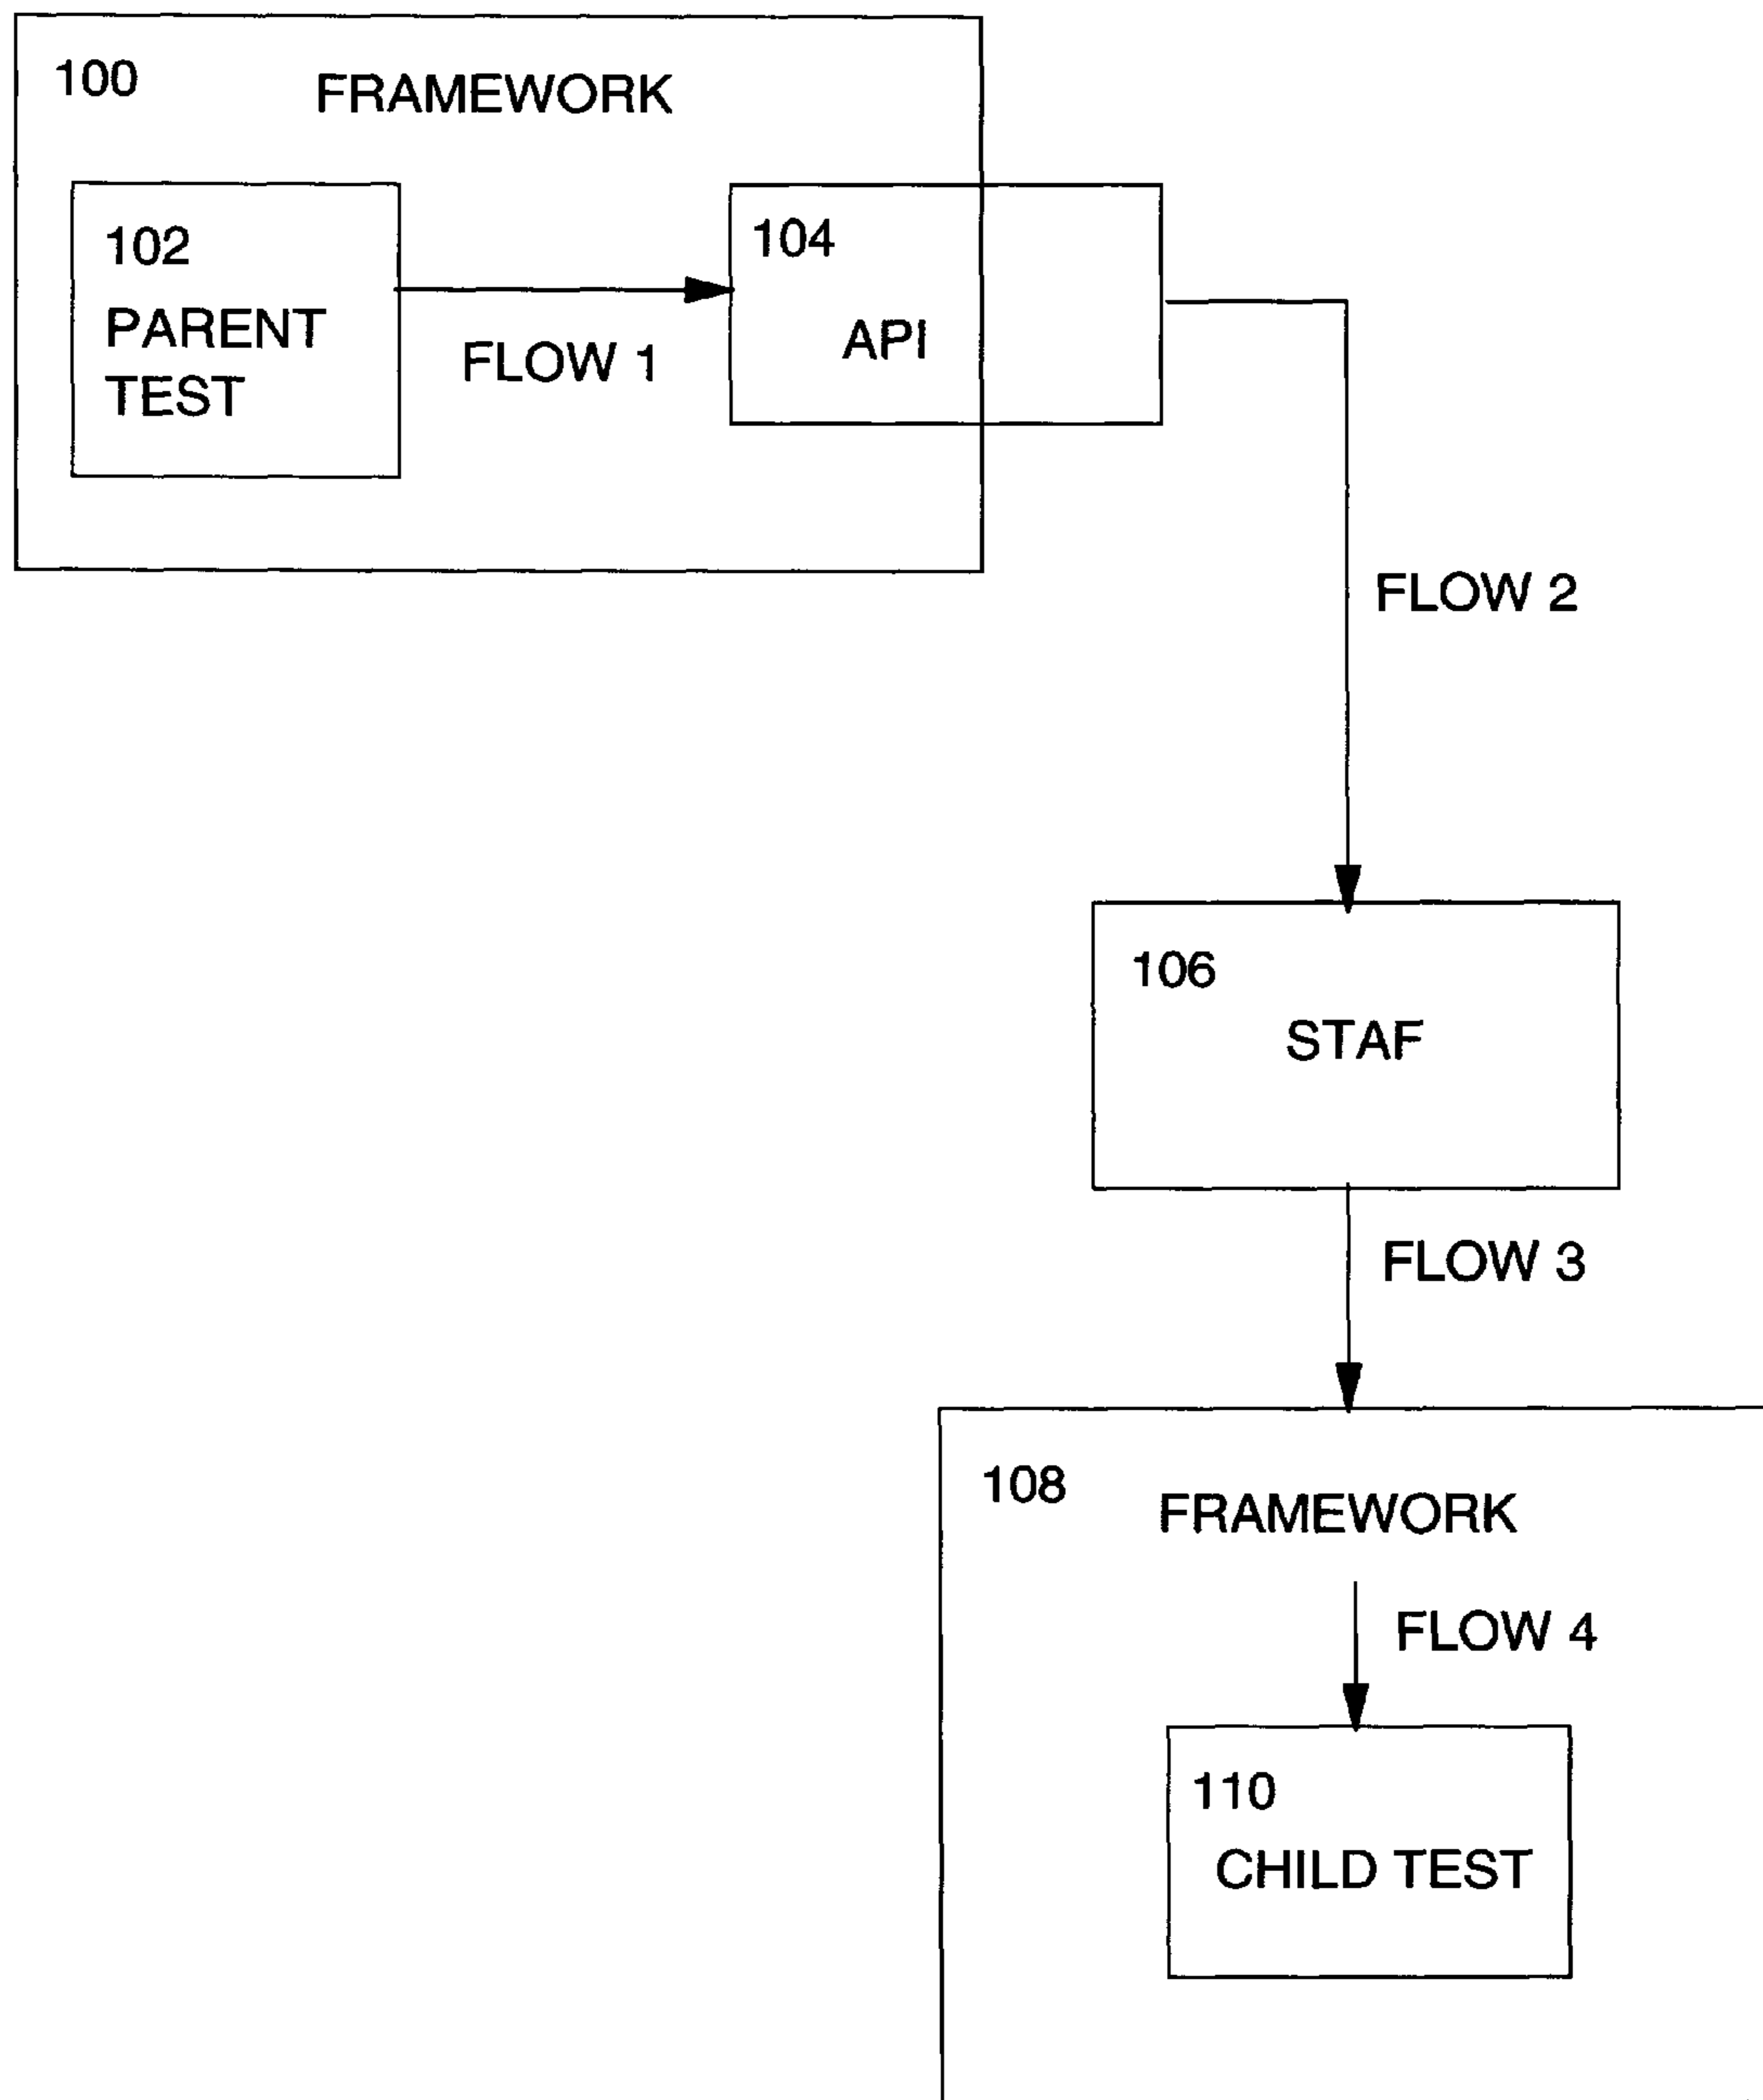 100
FRAMEWORK
102
PARENT
TEST
FLOW 1
104
API
FLOW 2
106
STAF
FLOW 3
108
FRAMEWORK
FLOW 4
110
CHILD TEST